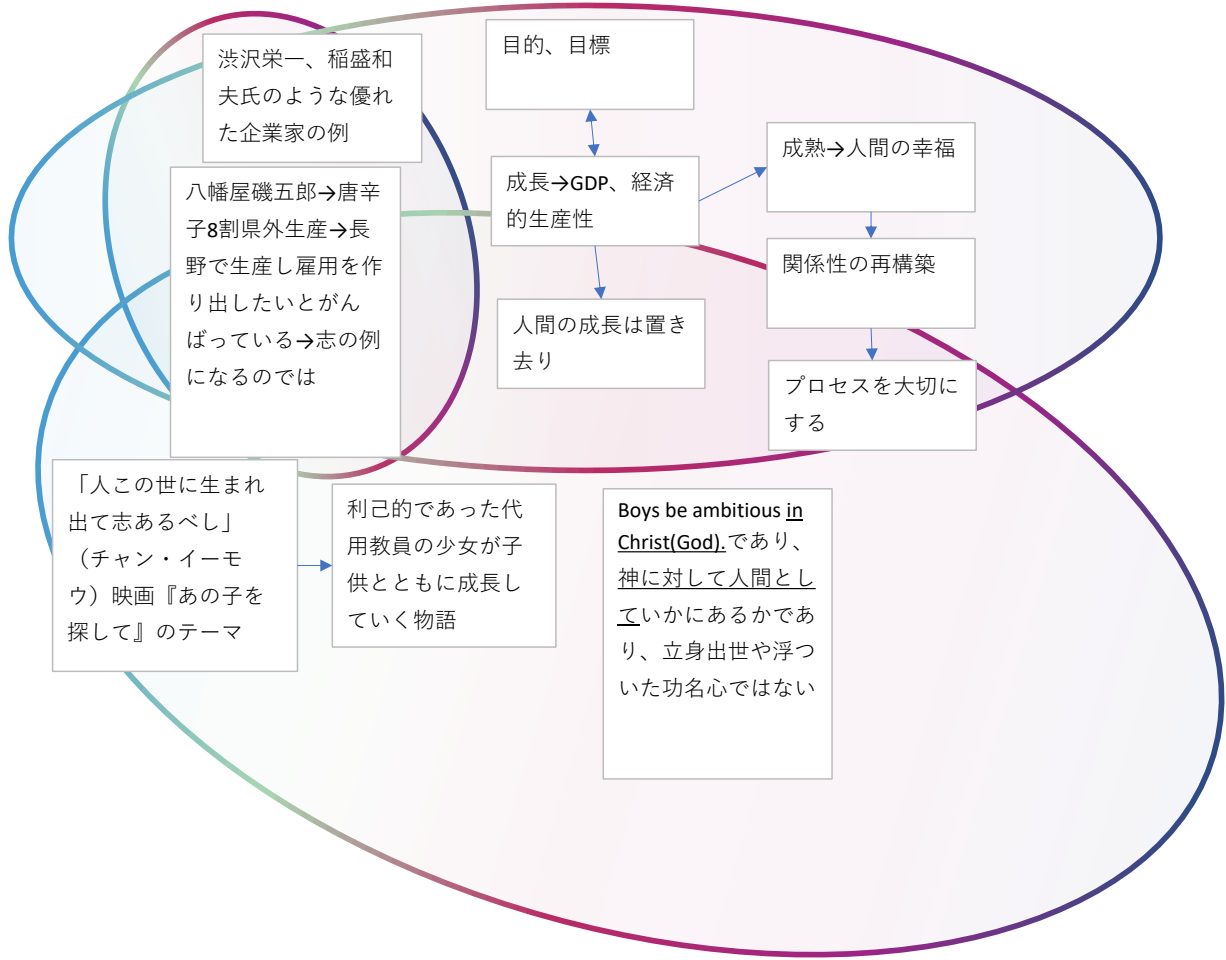 渋沢栄一、稲盛和
夫氏のような優れ
た企業家の例
目的、目標
成熟→人間の幸福
八幡屋磯五郎→唐辛
子8割県外生産→長
野で生産し雇用を作
り出したいとがん
ばっている→志の例
になるのでは
成長→GDP、経済
的生産性
関係性の再構築
人間の成長は置き
去り
プロセスを大切に
する
「人この世に生まれ
出て志あるべし」
（チャン・イーモ
ウ）映画『あの子を
探して』のテーマ
利己的であった代
用教員の少女が子
供とともに成長し
ていく物語
Boys be ambitious in
Christ(God).であり、
神に対して人間とし
ていかにあるかであ
り、立身出世や浮つ
いた功名心ではない